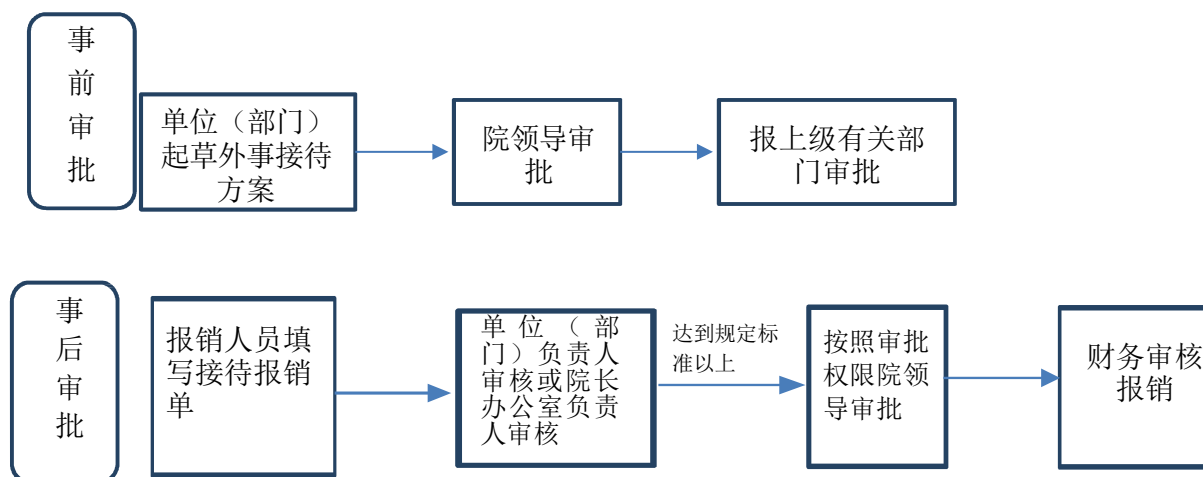 事
前
审
批
单位（部门）
起草外事接待
方案
院领导审
批
报上级有关部
门审批
事
后
审
批
报销人员填
写接待报销
单
单位（部
门）负责人
审核或院长
办公室负责
人审核
达到规定标
准以上
按照审批
权限院领
导审批
财务审核
报销